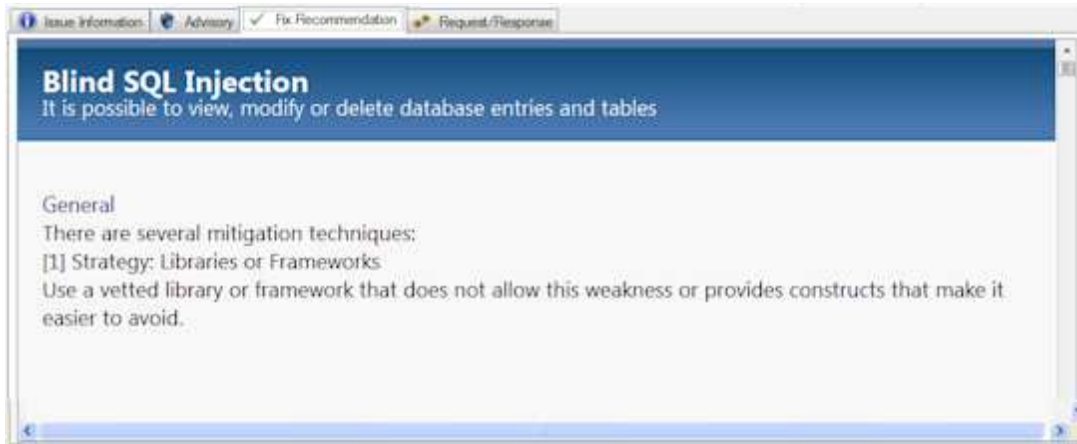 Issue Information Advisory Fix Recommendation Request/Response
Blind SQL Injection
It is possible to view, modify or delete database entries and tables
General
There are several mitigation techniques:
[1] Strategy: Libraries or Frameworks
Use a vetted library or framework that does not allow this weakness or provides constructs that make it
easier to avoid.